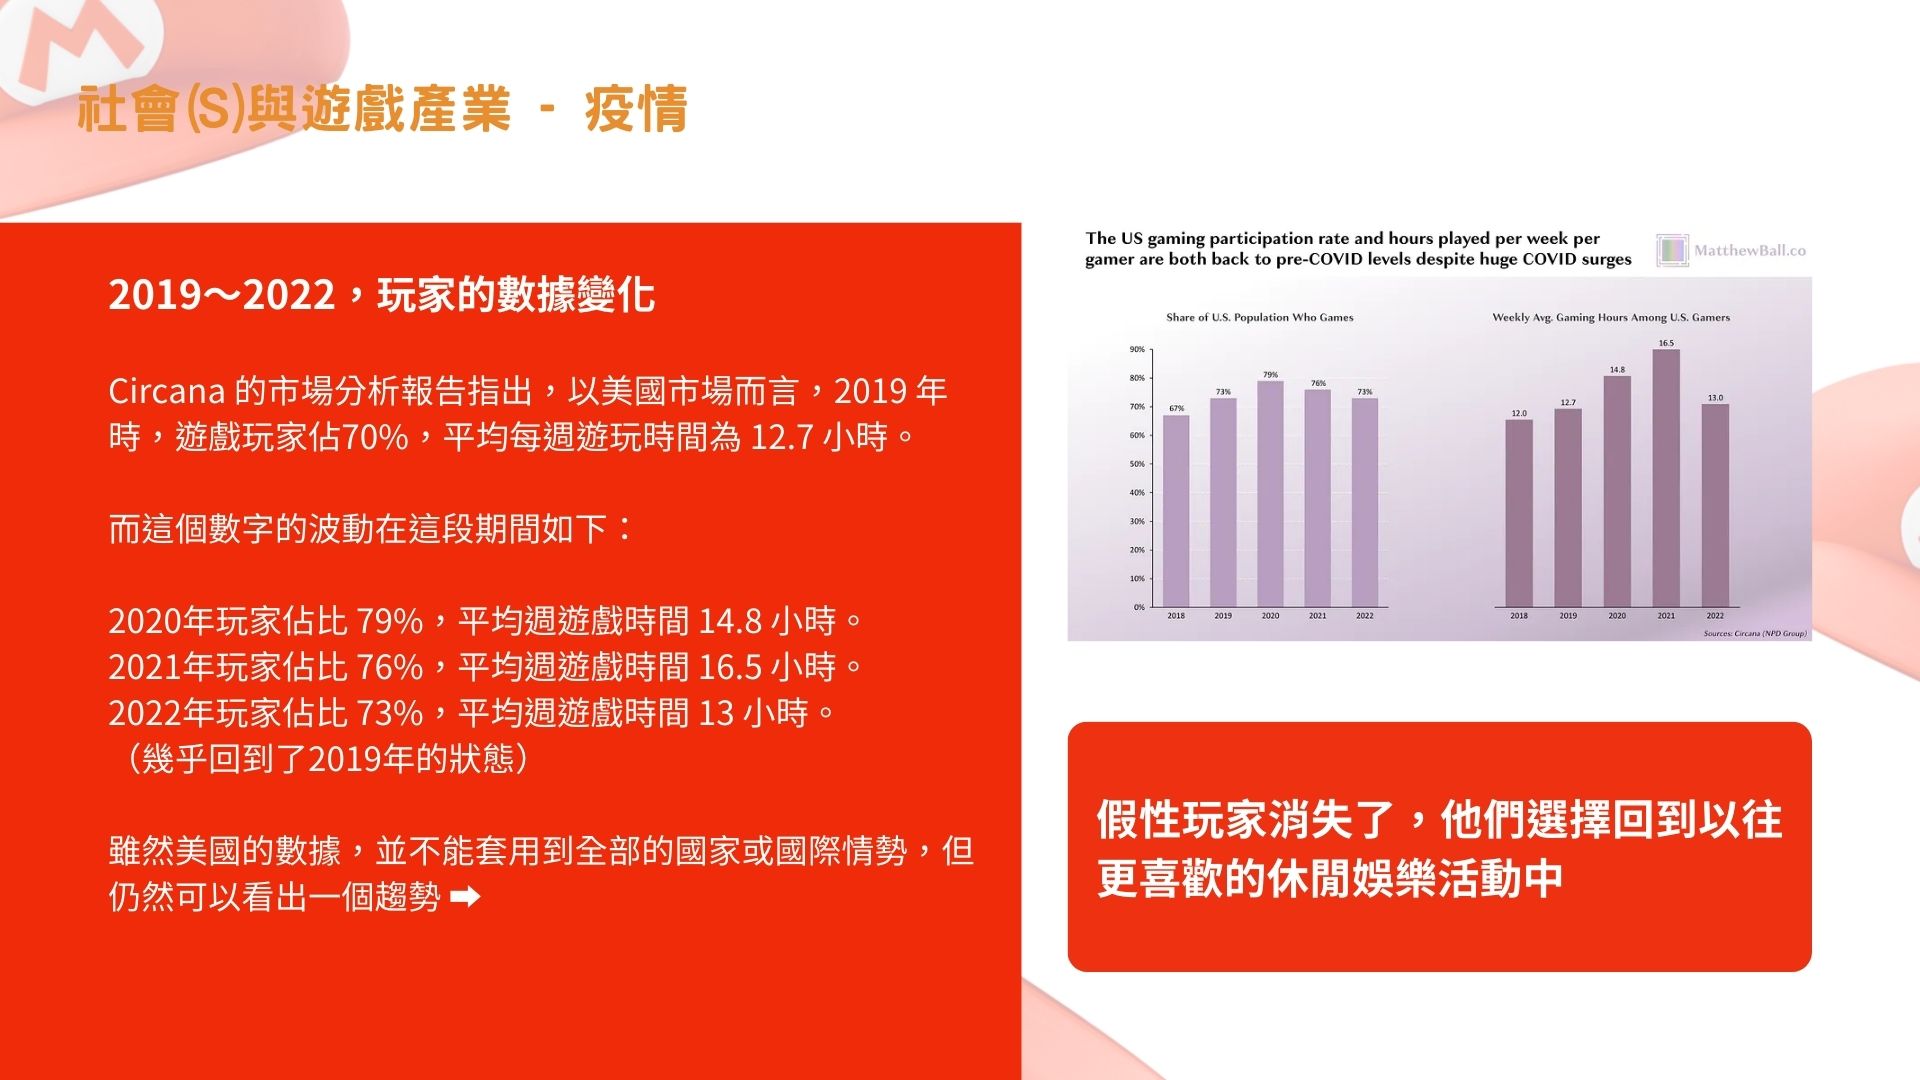 社會(S)與遊戲產業 - 疫情
2019～2022，玩家的數據變化
Circana 的市場分析報告指出，以美國市場而言，2019 年
時，遊戲玩家佔70%，平均每週遊玩時間為 12.7 小時。
而這個數字的波動在這段期間如下：
2020年玩家佔比 79%，平均週遊戲時間 14.8 小時。
2021年玩家佔比 76%，平均週遊戲時間 16.5 小時。
2022年玩家佔比 73%，平均週遊戲時間 13 小時。
（幾乎回到了2019年的狀態）
雖然美國的數據，並不能套用到全部的國家或國際情勢，但
仍然可以看出一個趨勢 ➡
The US gaming participation rate and hours played per week per
gamer are both back to pre-COVID levels despite huge COVID surges
MatthewBall.co
Share of U.S. Population Who Games
90%
80%
70%
60%
50%
40%
30%
20%
10%
0%
67%
73%
79%
76%
73%
2018 2019 2020 2021 2022
Weekly Avg. Gaming Hours Among U.S. Gamers
12.0
12.7
14.8
16.5
13.0
2018 2019 2020 2021 2022
Sources: Circana (NPD Group)
假性玩家消失了，他們選擇回到以往
更喜歡的休閒娛樂活動中